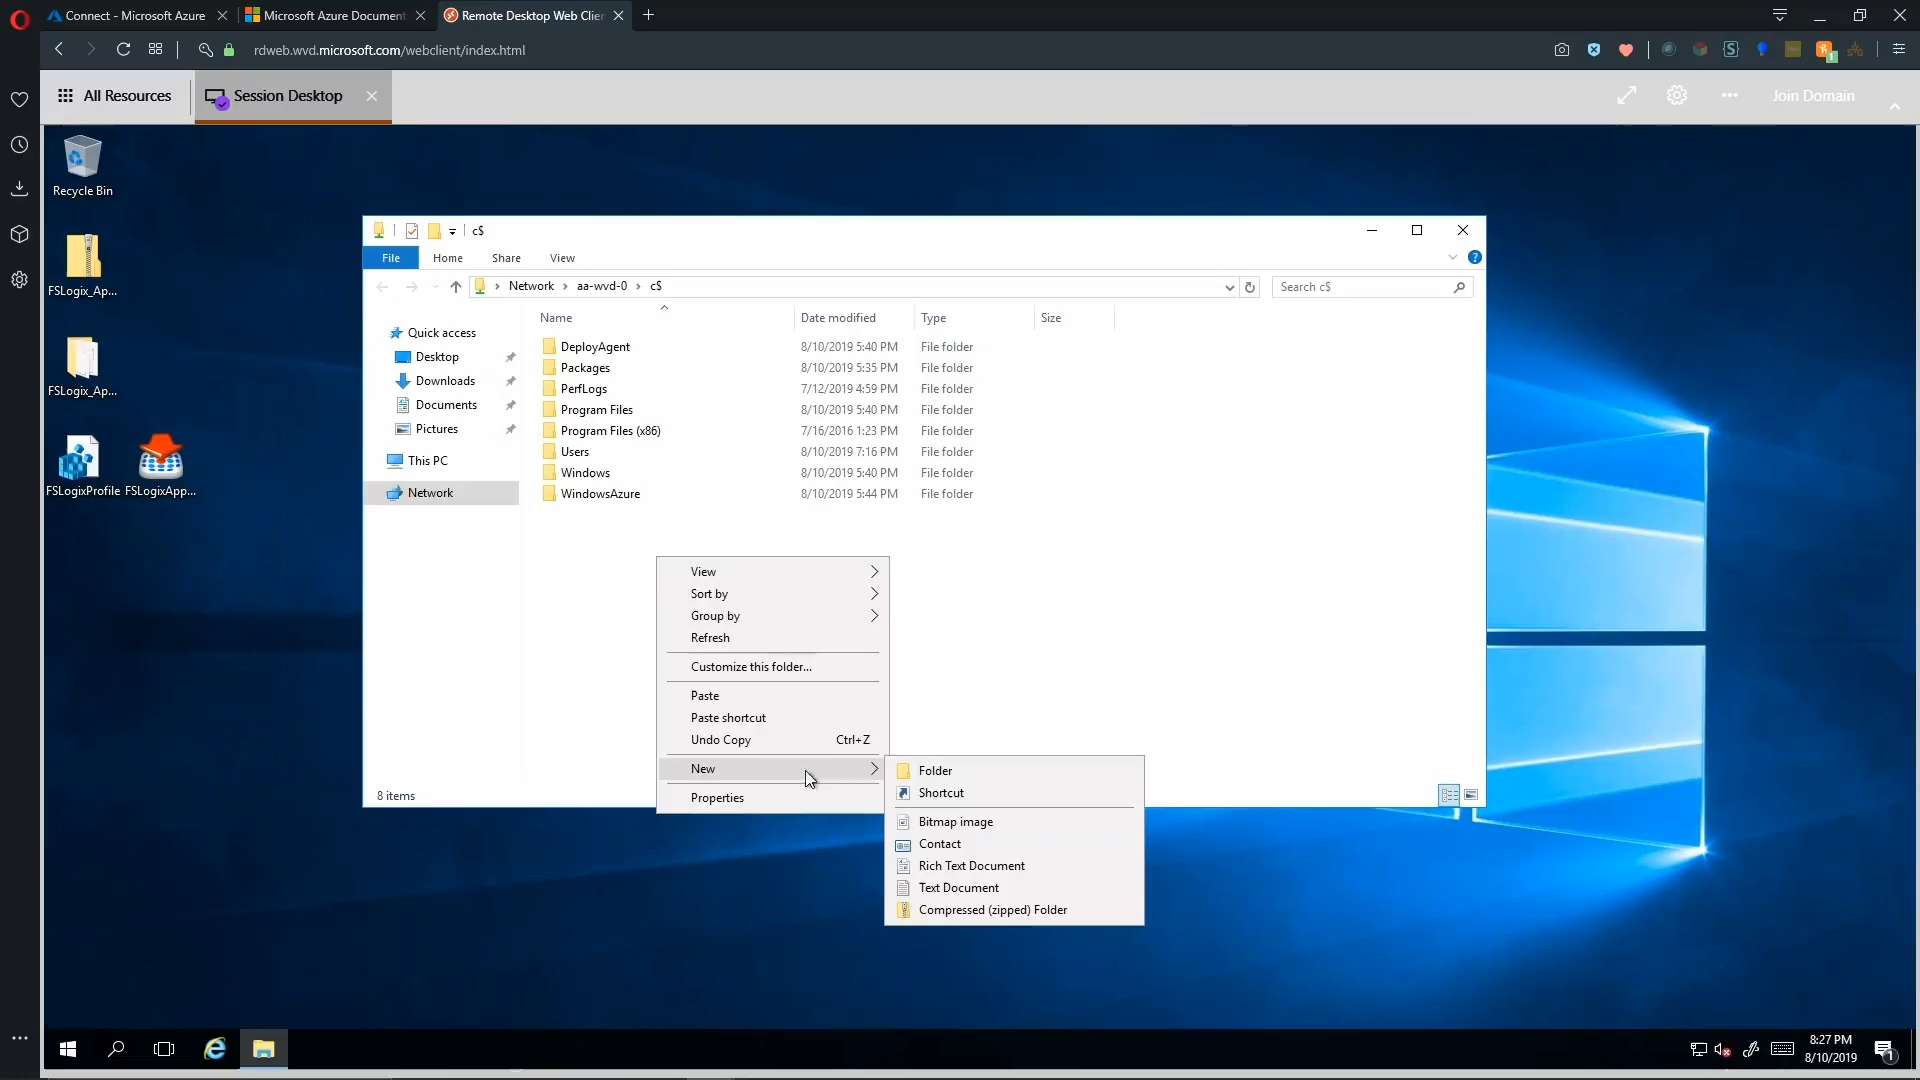 Connect - Microsoft Azure
Microsoft Azure Document
Remote Desktop Web Clie
rdweb.wvd.microsoft.com/webclient/index.html
All Resources
Session Desktop
Join Domain
Recycle Bin
FSLogix_Ap...
FSLogix_Ap...
FSLogixProfile
FSLogixApp...
c$
File
Home
Share
View
Network
aa-wvd-0
c$
Search c$
Name
Date modified
Type
Size
Quick access
Desktop
Downloads
Documents
Pictures
This PC
Network
DeployAgent 8/10/2019 5:40 PM File folder
Packages 8/10/2019 5:35 PM File folder
PerfLogs 7/12/2019 4:59 PM File folder
Program Files 8/10/2019 5:40 PM File folder
Program Files (x86) 7/16/2016 1:23 PM File folder
Users 8/10/2019 7:16 PM File folder
Windows 8/10/2019 5:40 PM File folder
WindowsAzure 8/10/2019 5:44 PM File folder
View
Sort by
Group by
Refresh
Customize this folder...
Paste
Paste shortcut
Undo Copy Ctrl+Z
New
Properties
Folder
Shortcut
Bitmap image
Contact
Rich Text Document
Text Document
Compressed (zipped) Folder
8 items
8:27 PM
8/10/2019
1